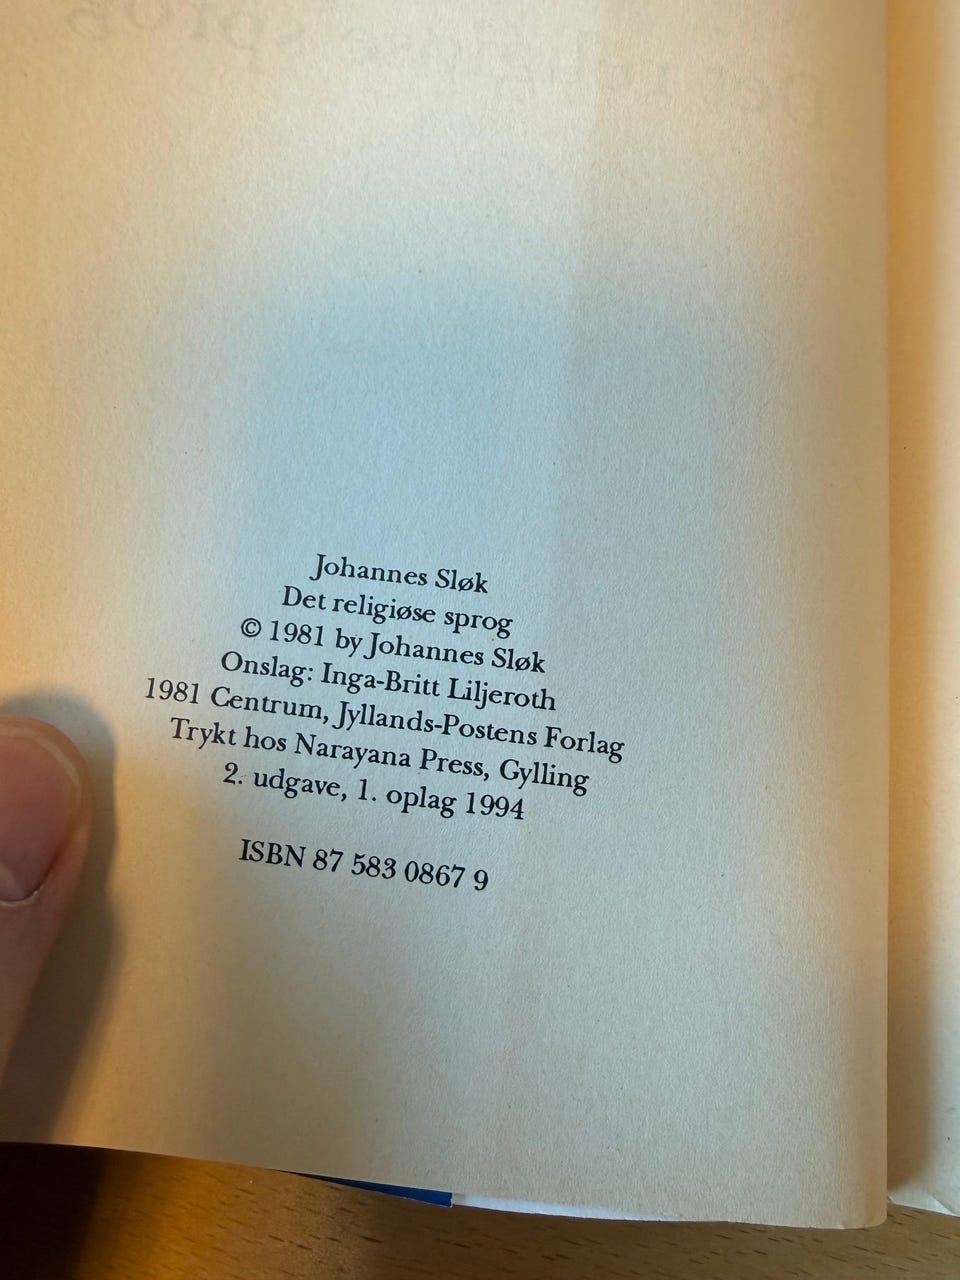 Johannes Sløk
Det religiøse sprog
© 1981 by Johannes Sløk
Onslag: Inga-Britt Liljeroth
1981 Centrum, Jyllands-Postens Forlag
Trykt hos Narayana Press, Gylling
2. udgave, 1. oplag 1994
ISBN 87 583 0867 9